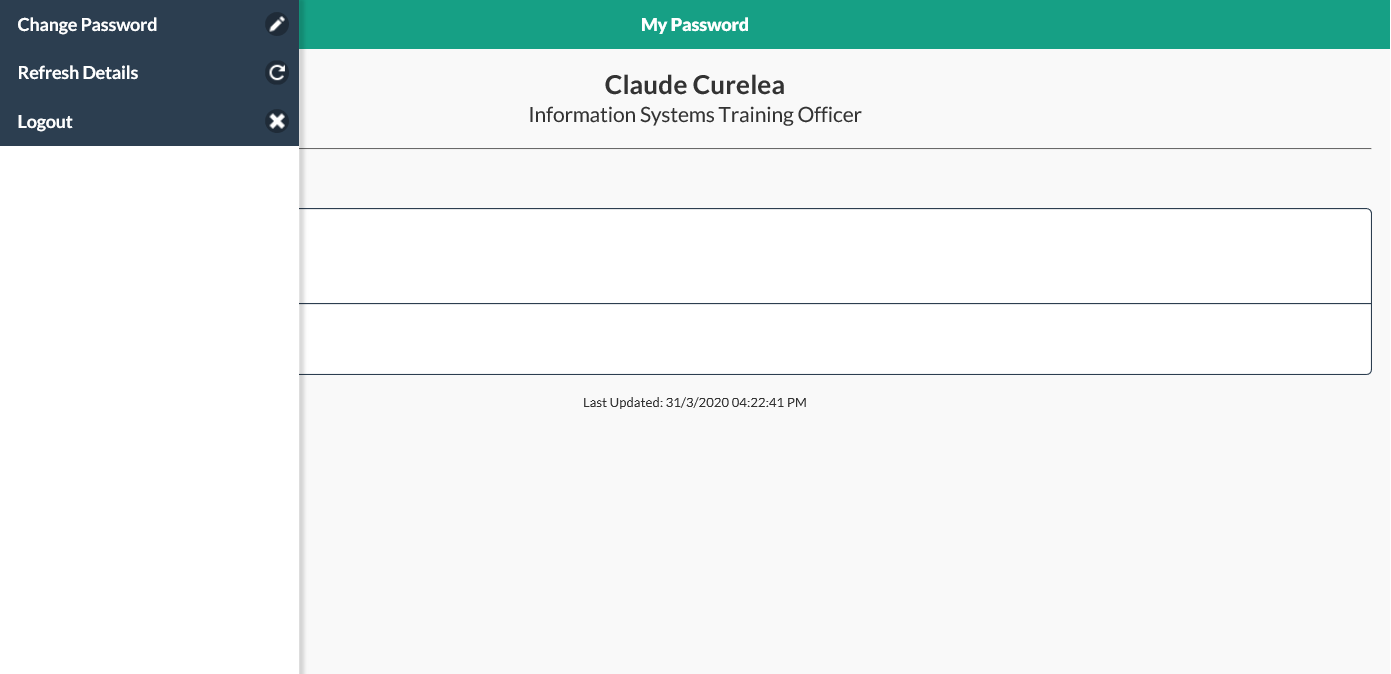 Change Password
Refresh Details
Logout
My Password
Claude Curelea
Information Systems Training Officer
Last Updated: 31/3/2020 04:22:41 PM